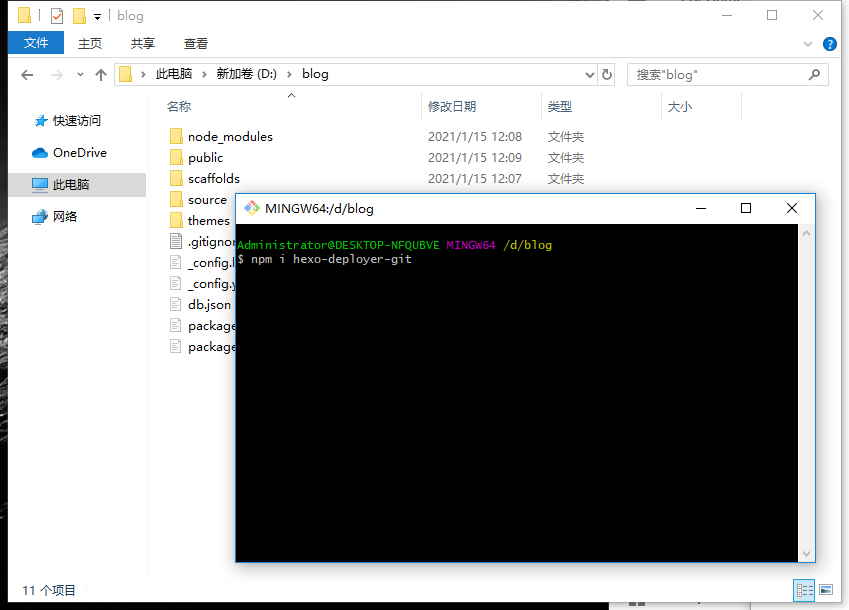 blog
文件 主页 共享 查看
此电脑 新加卷 (D:) blog
搜索"blog"
名称 修改日期 类型 大小
快速访问
OneDrive
此电脑
网络
node_modules 2021/1/15 12:08 文件夹
public 2021/1/15 12:09 文件夹
scaffolds 2021/1/15 12:07 文件夹
source
themes
.gitignor
_config.l
_config.y
db.json
package
package
MINGW64:/d/blog
Administrator@DESKTOP-NFQUBVE MINGW64 /d/blog
$ npm i hexo-deployer-git
11 个项目